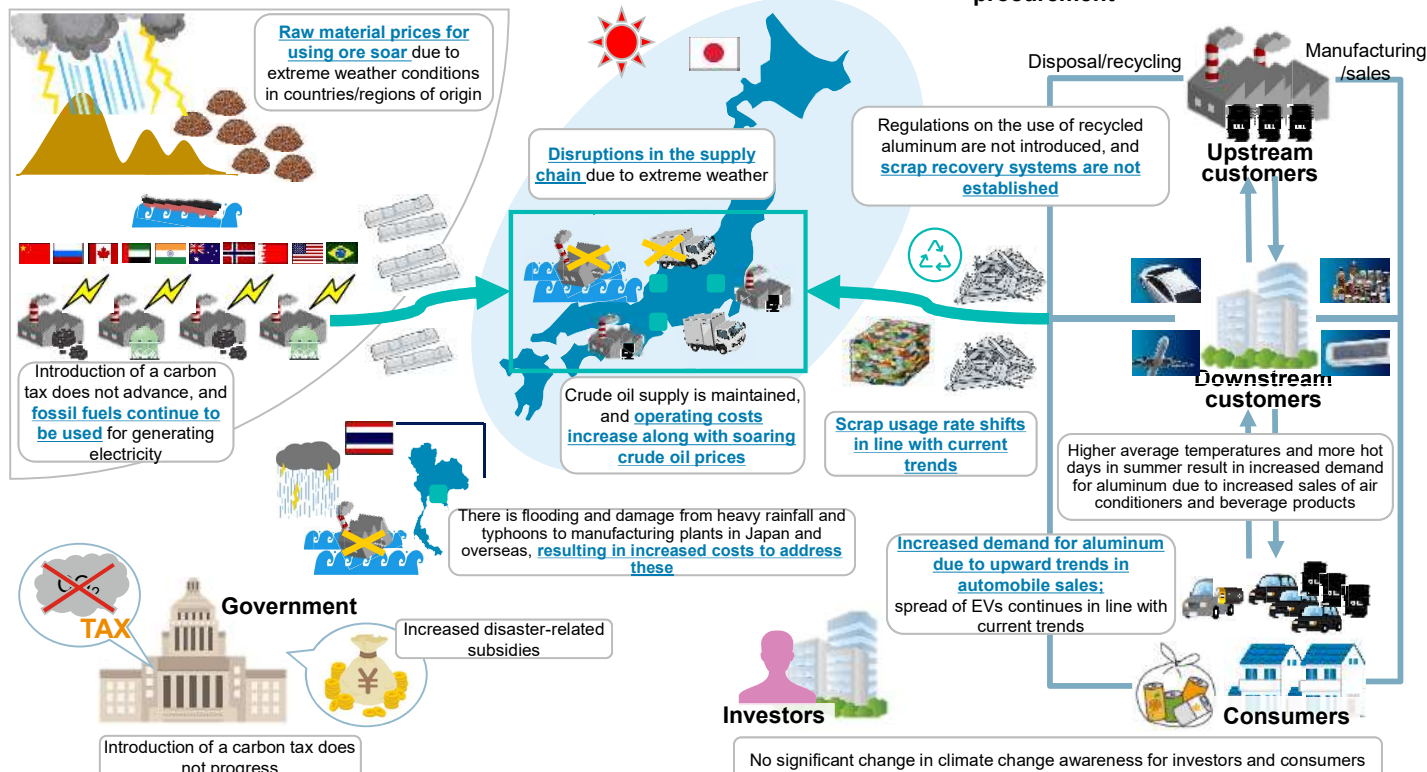 procurement
Raw material prices for
using ore soar due to
extreme weather conditions
in countries/regions of origin
Disposal/recycling
Manufacturing
/sales
Regulations on the use of recycled
aluminum are not introduced, and
scrap recovery systems are not
established
Upstream
customers
Disruptions in the supply
chain due to extreme weather
Introduction of a carbon
tax does not advance, and
fossil fuels continue to
be used for generating
electricity
Crude oil supply is maintained,
and operating costs
increase along with soaring
crude oil prices
Scrap usage rate shifts
in line with current
trends
Downstream
customers
Higher average temperatures and more hot
days in summer result in increased demand
for aluminum due to increased sales of air
conditioners and beverage products
There is flooding and damage from heavy rainfall and
typhoons to manufacturing plants in Japan and
overseas, resulting in increased costs to address
these
Increased demand for aluminum
due to upward trends in
automobile sales;
spread of EVs continues in line with
current trends
CO₂
TAX
Government
Increased disaster-related
subsidies
¥
Investors
Consumers
Introduction of a carbon tax does
not progress
No significant change in climate change awareness for investors and consumers